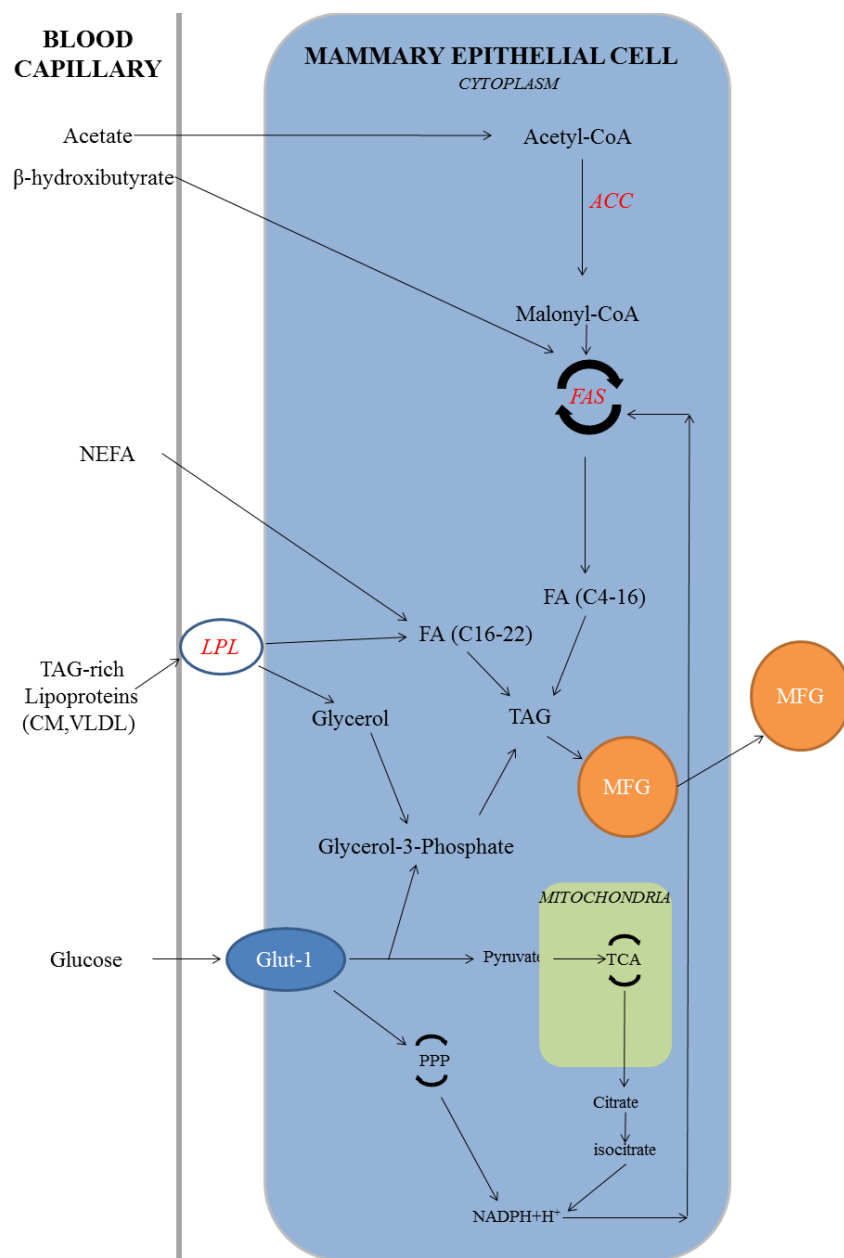 BLOOD
CAPILLARY
MAMMARY EPITHELIAL CELL
CYTOPLASM
Acetate
Acetyl-CoA
β-hydroxibutyrate
ACC
Malonyl-CoA
FAS
NEFA
FA (C4-16)
LPL
FA (C16-22)
TAG-rich
Lipoproteins
(CM,VLDL)
Glycerol
TAG
MFG
MFG
Glycerol-3-Phosphate
MITOCHONDRIA
Glucose
Glut-1
Pyruvate
TCA
PPP
Citrate
isocitrate
NADPH+H⁺